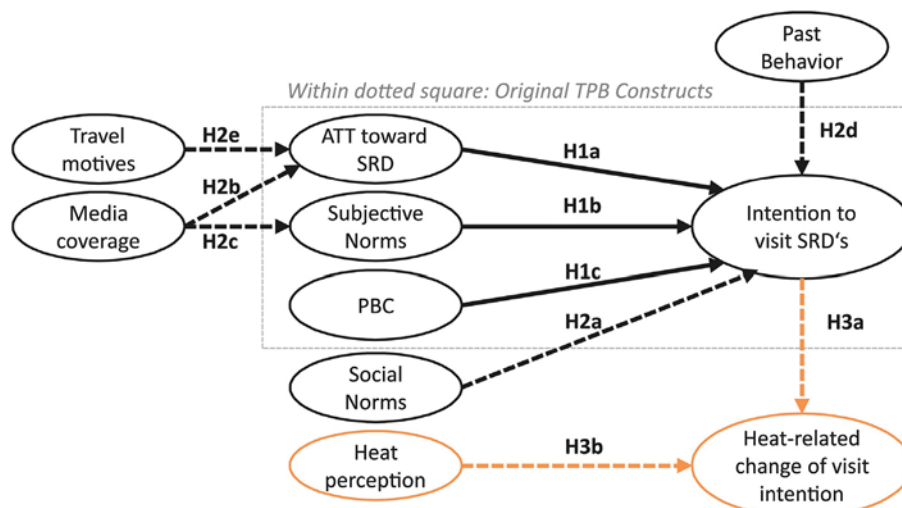 Past
Behavior
Within dotted square: Original TPB Constructs
H2d
Travel
motives
H2e
ATT toward
SRD
H1a
H2b
Media
coverage
H2c
Subjective
Norms
H1b
Intention to
visit SRD‘s
PBC
H1c
H2a
H3a
Social
Norms
Heat
perception
H3b
Heat-related
change of visit
intention